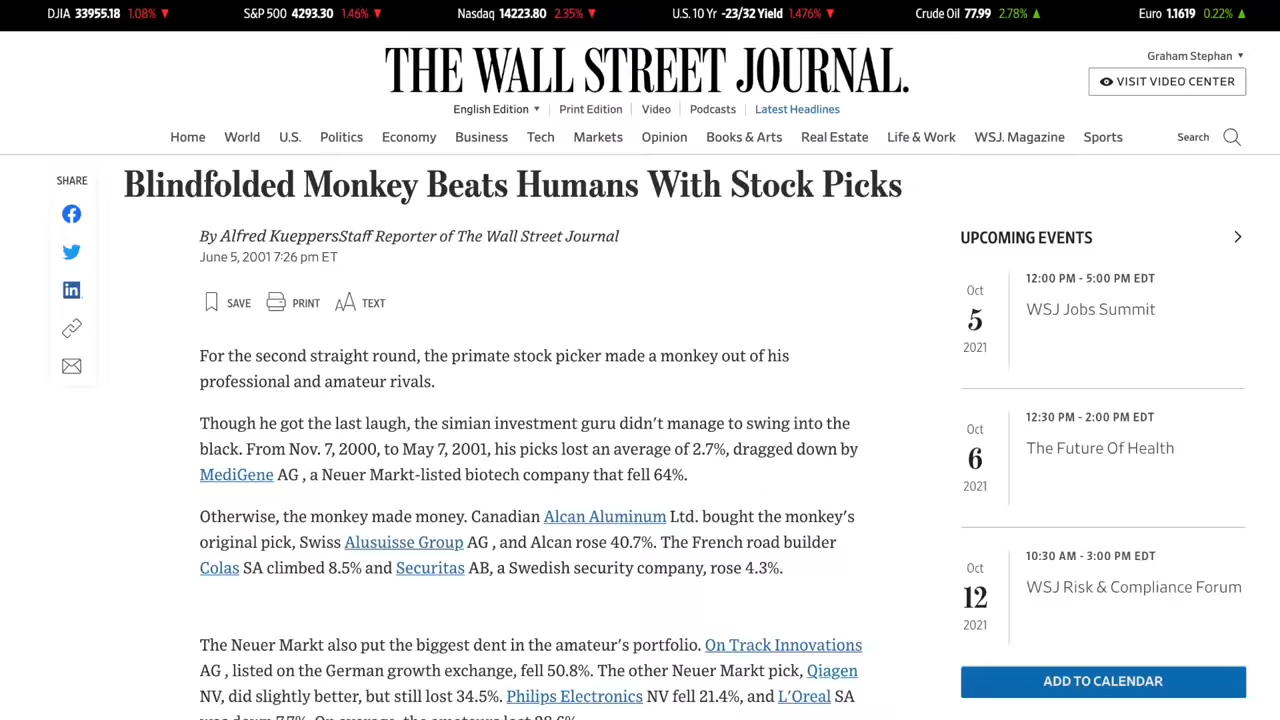 DJIA 33955.18 1.08% ▼ S&P 500 4293.30 1.46% ▼ Nasdaq 14223.80 2.35% ▼ U.S. 10 Yr -23/32 Yield 1.476% ▼ Crude Oil 77.99 2.78% ▲ Euro 1.1619 0.22% ▲
THE WALL STREET JOURNAL.
Graham Stephan ▼
VISIT VIDEO CENTER
English Edition ▼ Print Edition Video Podcasts Latest Headlines
Home World U.S. Politics Economy Business Tech Markets Opinion Books & Arts Real Estate Life & Work WSJ. Magazine Sports Search
SHARE
Blindfolded Monkey Beats Humans With Stock Picks
By Alfred KueppersStaff Reporter of The Wall Street Journal
June 5, 2001 7:26 pm ET
SAVE PRINT AA TEXT
For the second straight round, the primate stock picker made a monkey out of his
professional and amateur rivals.
Though he got the last laugh, the simian investment guru didn't manage to swing into the
black. From Nov. 7, 2000, to May 7, 2001, his picks lost an average of 2.7%, dragged down by
MediGene AG , a Neuer Markt-listed biotech company that fell 64%.
Otherwise, the monkey made money. Canadian Alcan Aluminum Ltd. bought the monkey's
original pick, Swiss Alusuisse Group AG , and Alcan rose 40.7%. The French road builder
Colas SA climbed 8.5% and Securitas AB, a Swedish security company, rose 4.3%.
The Neuer Markt also put the biggest dent in the amateur's portfolio. On Track Innovations
AG , listed on the German growth exchange, fell 50.8%. The other Neuer Markt pick, Qiagen
NV, did slightly better, but still lost 34.5%. Philips Electronics NV fell 21.4%, and L'Oreal SA
was down 7.7%. On average, the amateurs lost 28.6%.
UPCOMING EVENTS
Oct
5
2021
12:00 PM - 5:00 PM EDT
WSJ Jobs Summit
Oct
6
2021
12:30 PM - 2:00 PM EDT
The Future Of Health
Oct
12
2021
10:30 AM - 3:00 PM EDT
WSJ Risk & Compliance Forum
ADD TO CALENDAR